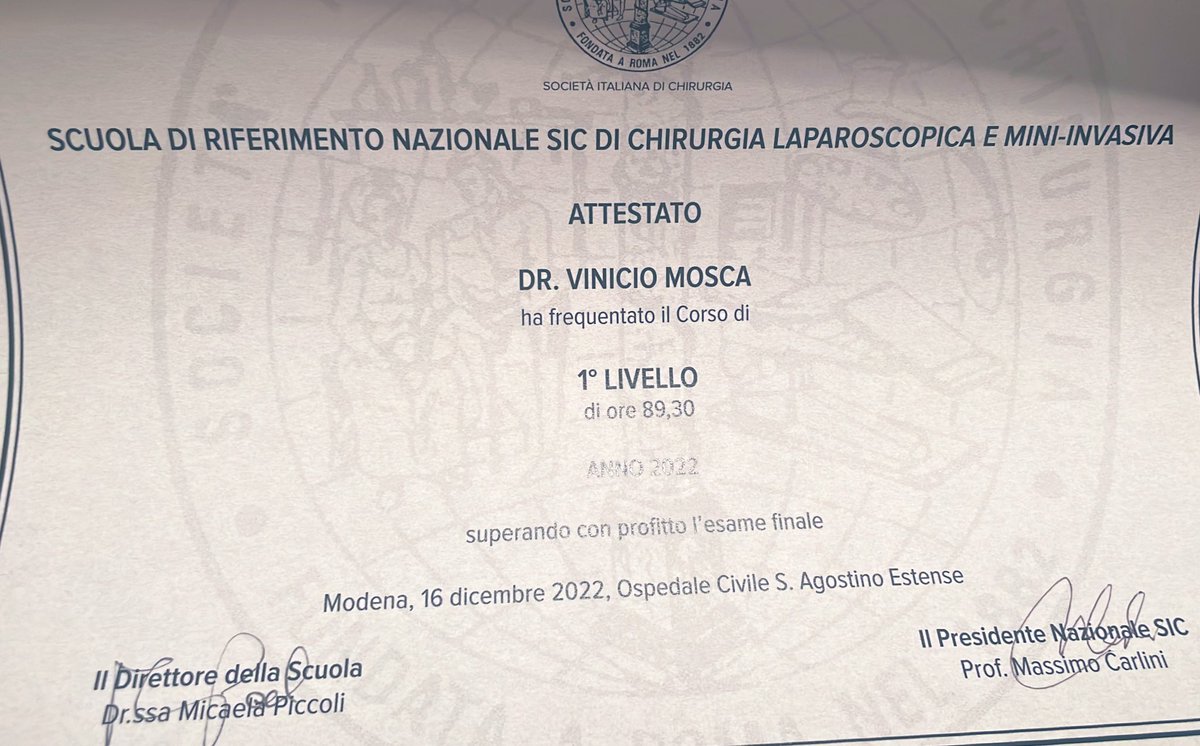 FONDATA A ROMA NEL 1882
SOCIETÀ ITALIANA DI CHIRURGIA
SCUOLA DI RIFERIMENTO NAZIONALE SIC DI CHIRURGIA LAPAROSCOPICA E MINI-INVASIVA
ATTESTATO
DR. VINICIO MOSCA
ha frequentato il Corso di
1° LIVELLO
di ore 89,30
ANNO 2022
superando con profitto l'esame finale
Modena, 16 dicembre 2022, Ospedale Civile S. Agostino Estense
Il Direttore della Scuola
Dr.ssa Micaela Piccoli
Il Presidente Nazionale SIC
Prof. Massimo Carlini